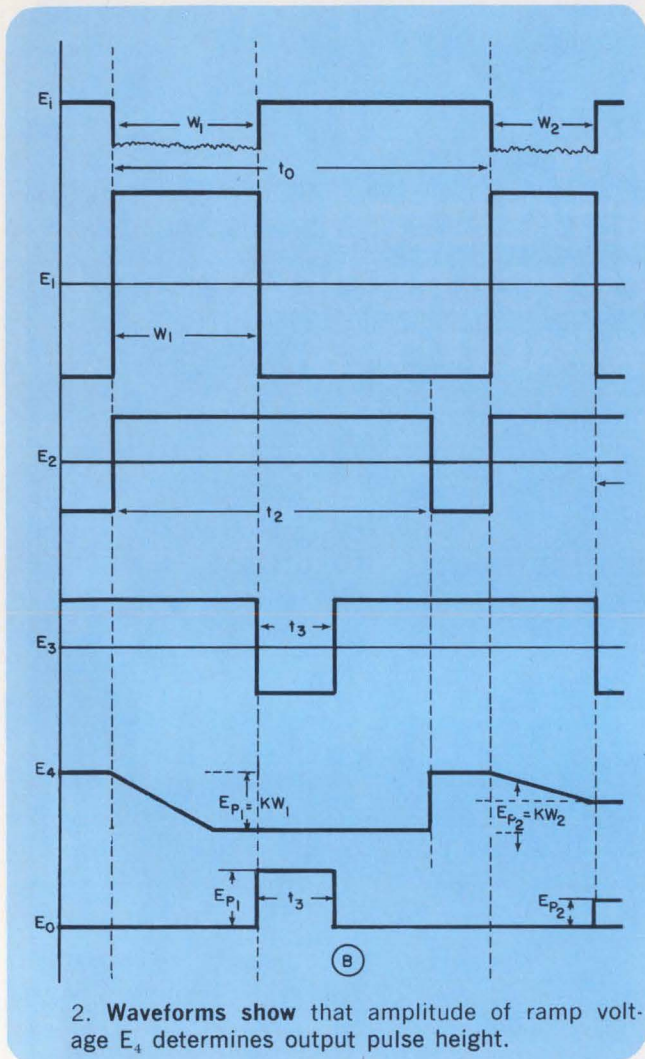 Ei
W1
W2
t0
E1
W1
E2
t2
E3
t3
E4
EP1 = KW1
EP2 = KW2
EP1
t3
EP2
E0
B
2. Waveforms show that amplitude of ramp volt-
age E4 determines output pulse height.